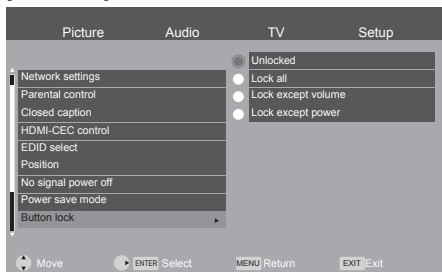 Picture Audio TV Setup
Network settings
Parental control
Closed caption
HDMI-CEC control
EDID select
Position
No signal power off
Power save mode
Button lock
Unlocked
Lock all
Lock except volume
Lock except power
Move ENTER Select MENU Return EXIT Exit